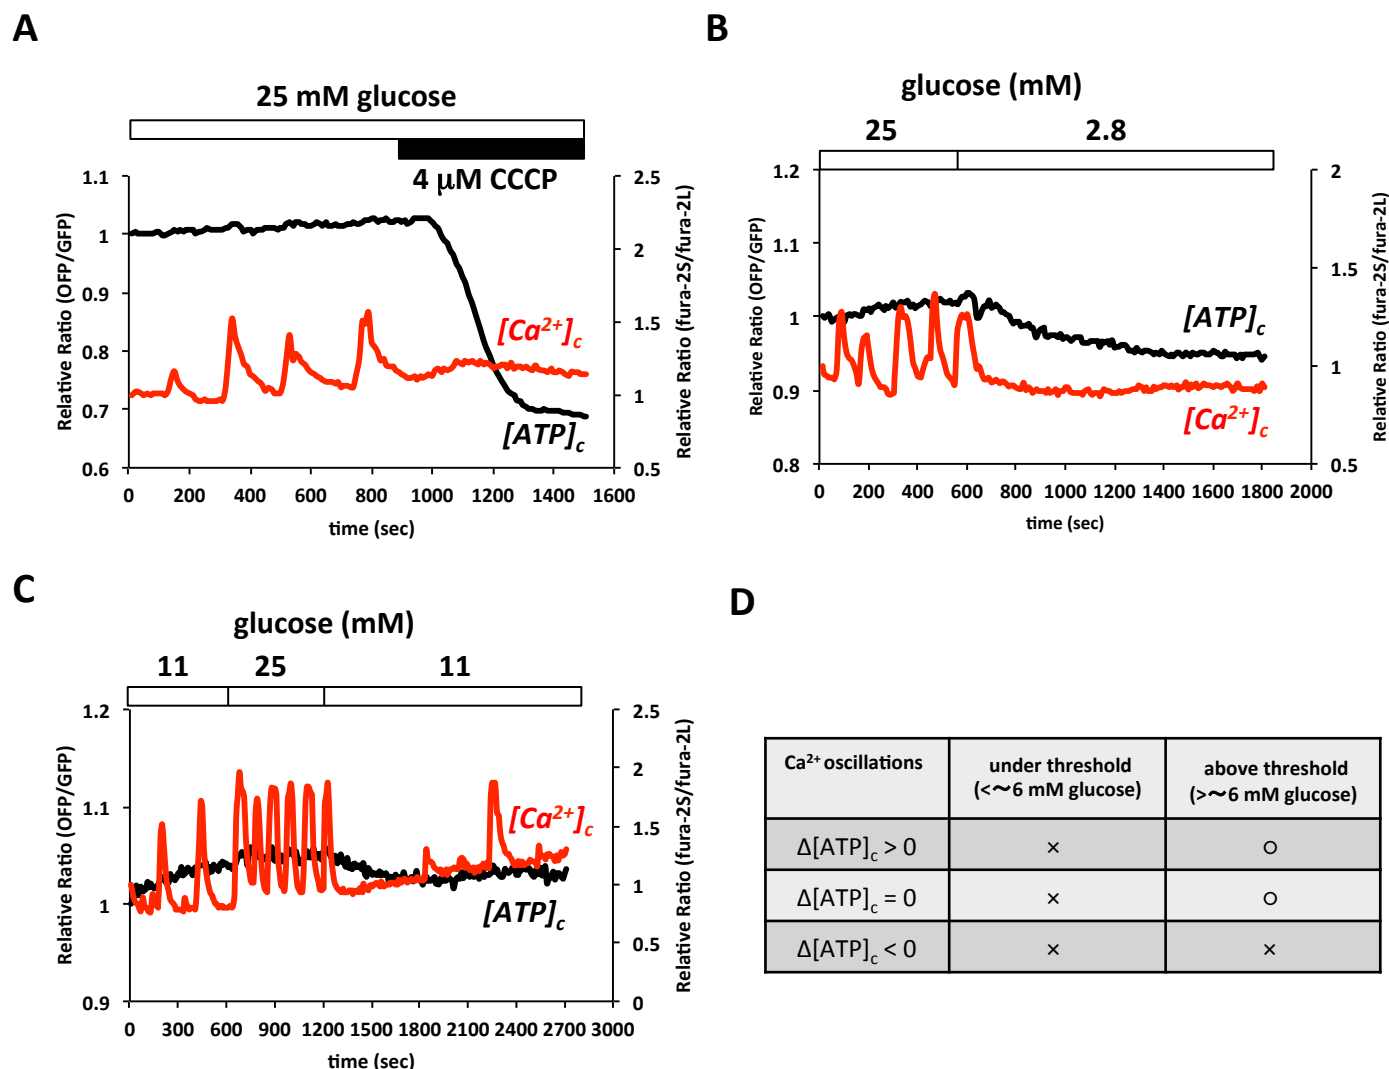 A
25 mM glucose
4 μM CCCP
1.1
1
0.9
0.8
0.7
0.6
Relative Ratio (OFP/GFP)
2.5
2
1.5
1
0.5
Relative Ratio (fura-2S/fura-2L)
[Ca2+]c
[ATP]c
0 200 400 600 800 1000 1200 1400 1600
time (sec)
B
glucose (mM)
25 2.8
1.2
1.1
1
0.9
0.8
Relative Ratio (OFP/GFP)
2
1.5
1
0.5
Relative Ratio (fura-2S/fura-2L)
[ATP]c
[Ca2+]c
0 200 400 600 800 1000 1200 1400 1600 1800 2000
time (sec)
C
glucose (mM)
11 25 11
1.2
1.1
1
0.9
Relative Ratio (OFP/GFP)
2.5
2
1.5
1
0.5
0
Relative Ratio (fura-2S/fura-2L)
[Ca2+]c
[ATP]c
0 300 600 900 1200 1500 1800 2100 2400 2700 3000
time (sec)
D
Ca2+ oscillations under threshold above threshold
(<~6 mM glucose) (>~6 mM glucose)
Δ[ATP]c > 0 × ○
Δ[ATP]c = 0 × ○
Δ[ATP]c < 0 × ×